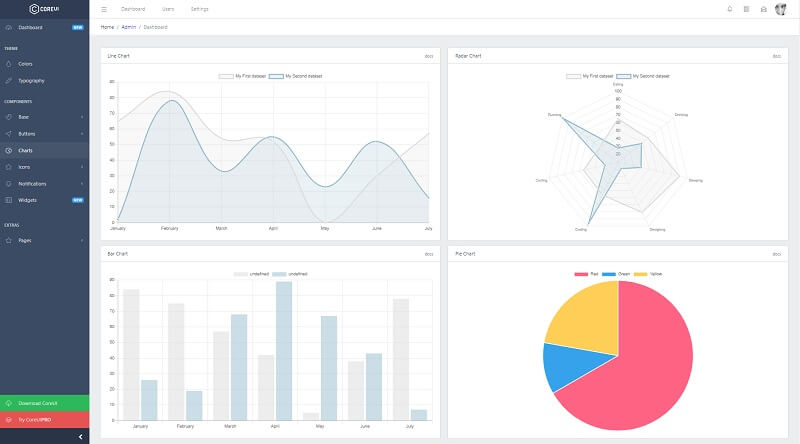 COREUI
Dashboard Users Settings
Dashboard NEW
Home / Admin / Dashboard
THEME
Colors
Typography
COMPONENTS
Base
Buttons
Charts
Icons
Notifications
Widgets NEW
EXTRAS
Pages
Download CoreUI
Try CoreUI PRO
Line Chart docs
My First dataset My Second dataset
90
80
70
60
50
40
30
20
10
0
January February March April May June July
Radar Chart docs
My First dataset My Second dataset
Eating
Drinking
Sleeping
Designing
Coding
Cycling
Running
100
90
80
70
60
50
40
30
20
Bar Chart docs
undefined undefined
90
80
70
60
50
40
30
20
10
0
January February March April May June July
Pie Chart docs
Red Green Yellow